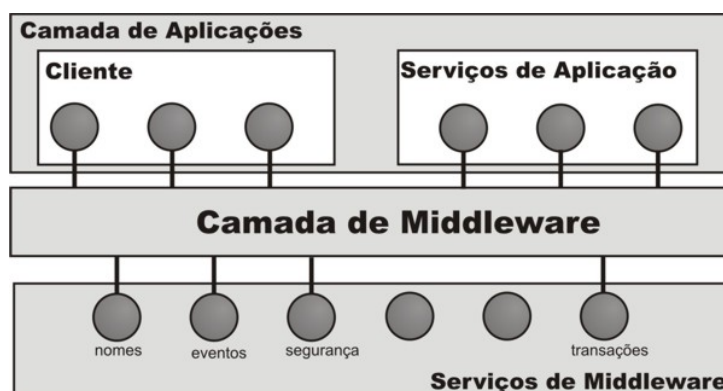 Camada de Aplicações
Cliente
Serviços de Aplicação
Camada de Middleware
nomes
eventos
segurança
transações
Serviços de Middleware